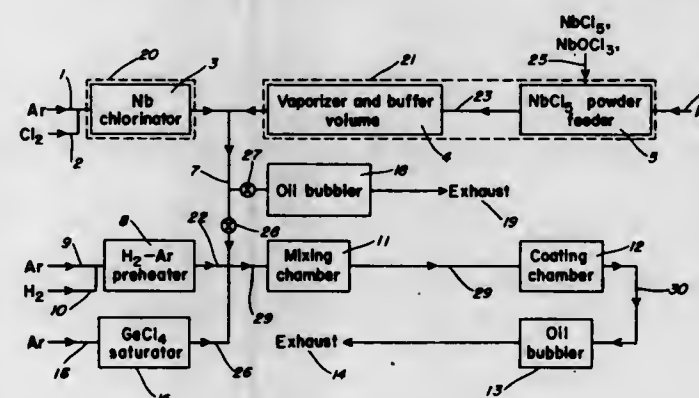 NbCl5,
NbOCl3,
20
3
21
25
1
Ar
Cl2
2
Nb
chlorinator
Vaporizer and buffer
volume
23
NbCl5 powder
feeder
4
5
27
7
18
Oil bubbler
Exhaust
19
28
8
22
11
12
9
Ar
H2
10
H2-Ar
preheater
Mixing
chamber
Coating
chamber
29
29
30
Ar
15
GeCl4
saturator
26
Exhaust
14
Oil
bubbler
13